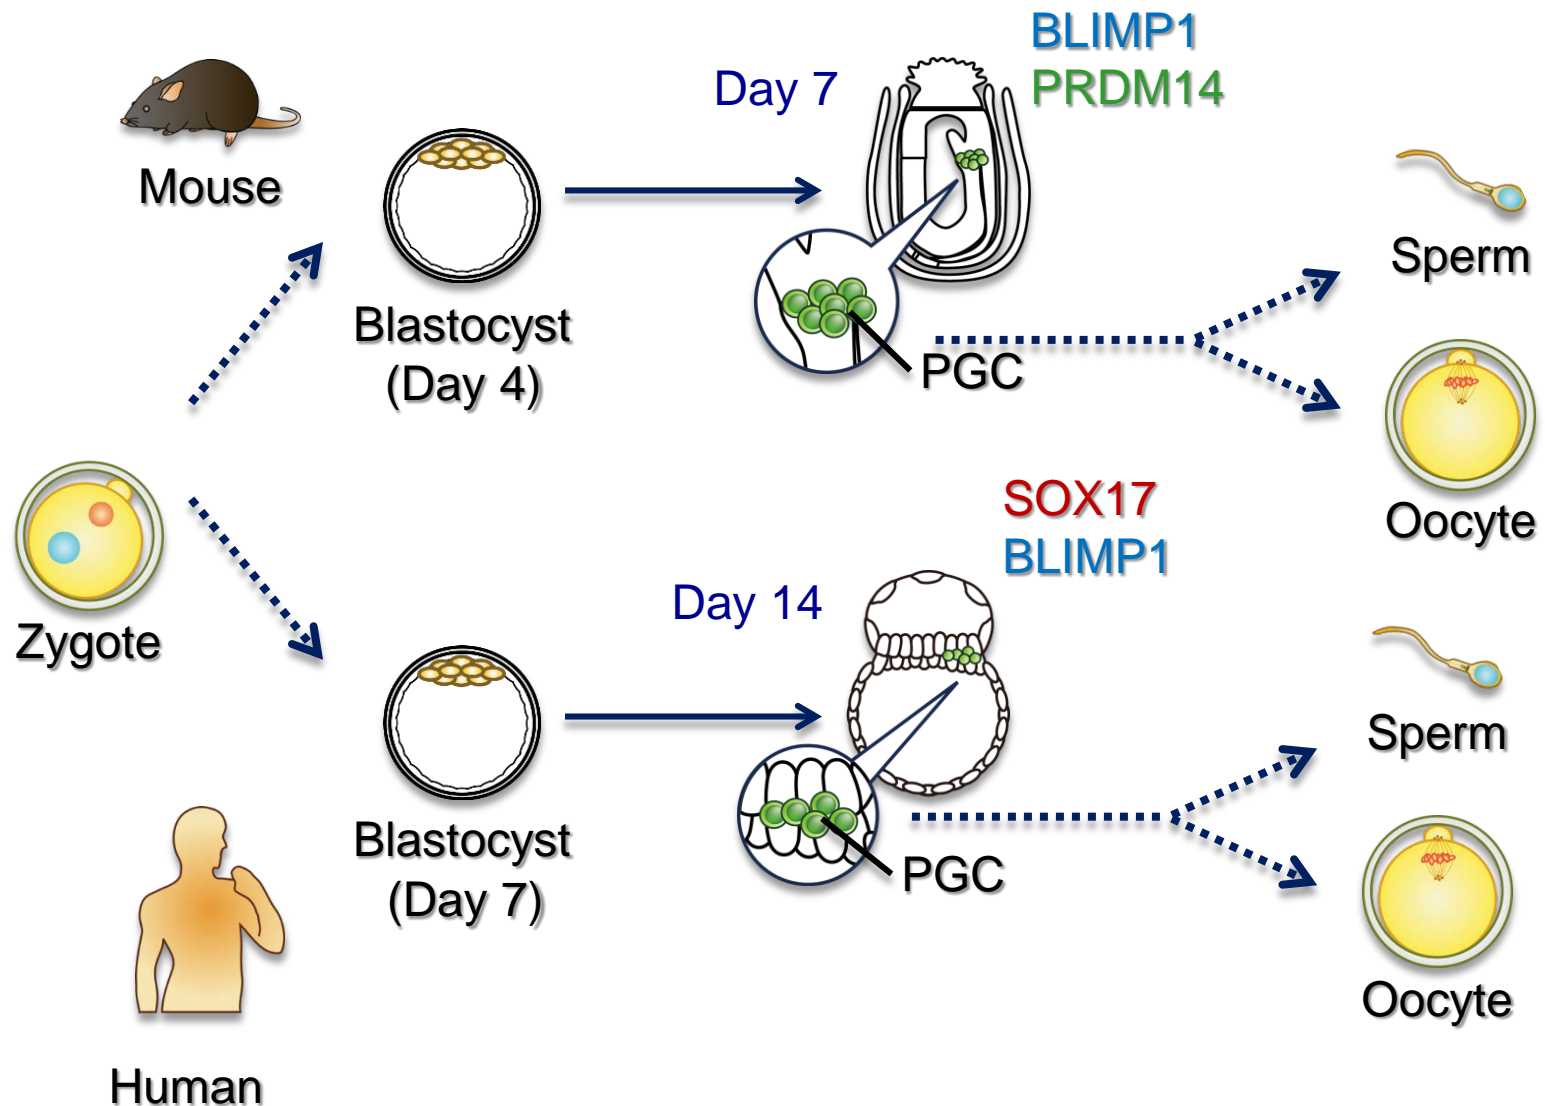 BLIMP1
PRDM14
Day 7
Mouse
Blastocyst
(Day 4)
PGC
Sperm
Oocyte
Zygote
SOX17
BLIMP1
Day 14
Blastocyst
(Day 7)
PGC
Sperm
Oocyte
Human